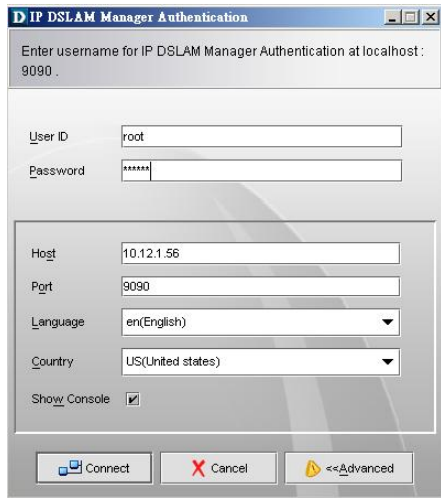 D IP DSLAM Manager Authentication
Enter username for IP DSLAM Manager Authentication at localhost :
9090 .
User ID root
Password ******
Host 10.12.1.56
Port 9090
Language en(English)
Country US(United states)
Show Console
Connect Cancel <<Advanced